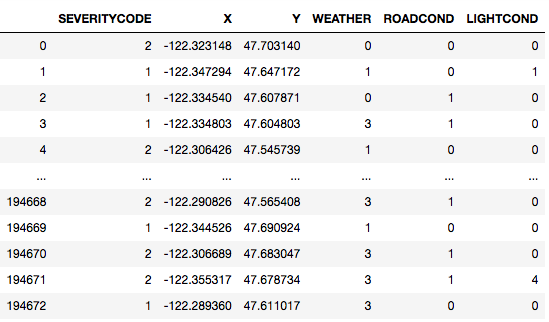 SEVERITYCODE X Y WEATHER ROADCOND LIGHTCOND
0 2 -122.323148 47.703140 0 0 0
1 1 -122.347294 47.647172 1 0 1
2 1 -122.334540 47.607871 0 1 0
3 1 -122.334803 47.604803 3 1 0
4 2 -122.306426 47.545739 1 0 0
... ... ... ... ... ... ...
194668 2 -122.290826 47.565408 3 1 0
194669 1 -122.344526 47.690924 1 0 0
194670 2 -122.306689 47.683047 3 1 0
194671 2 -122.355317 47.678734 3 1 4
194672 1 -122.289360 47.611017 3 0 0